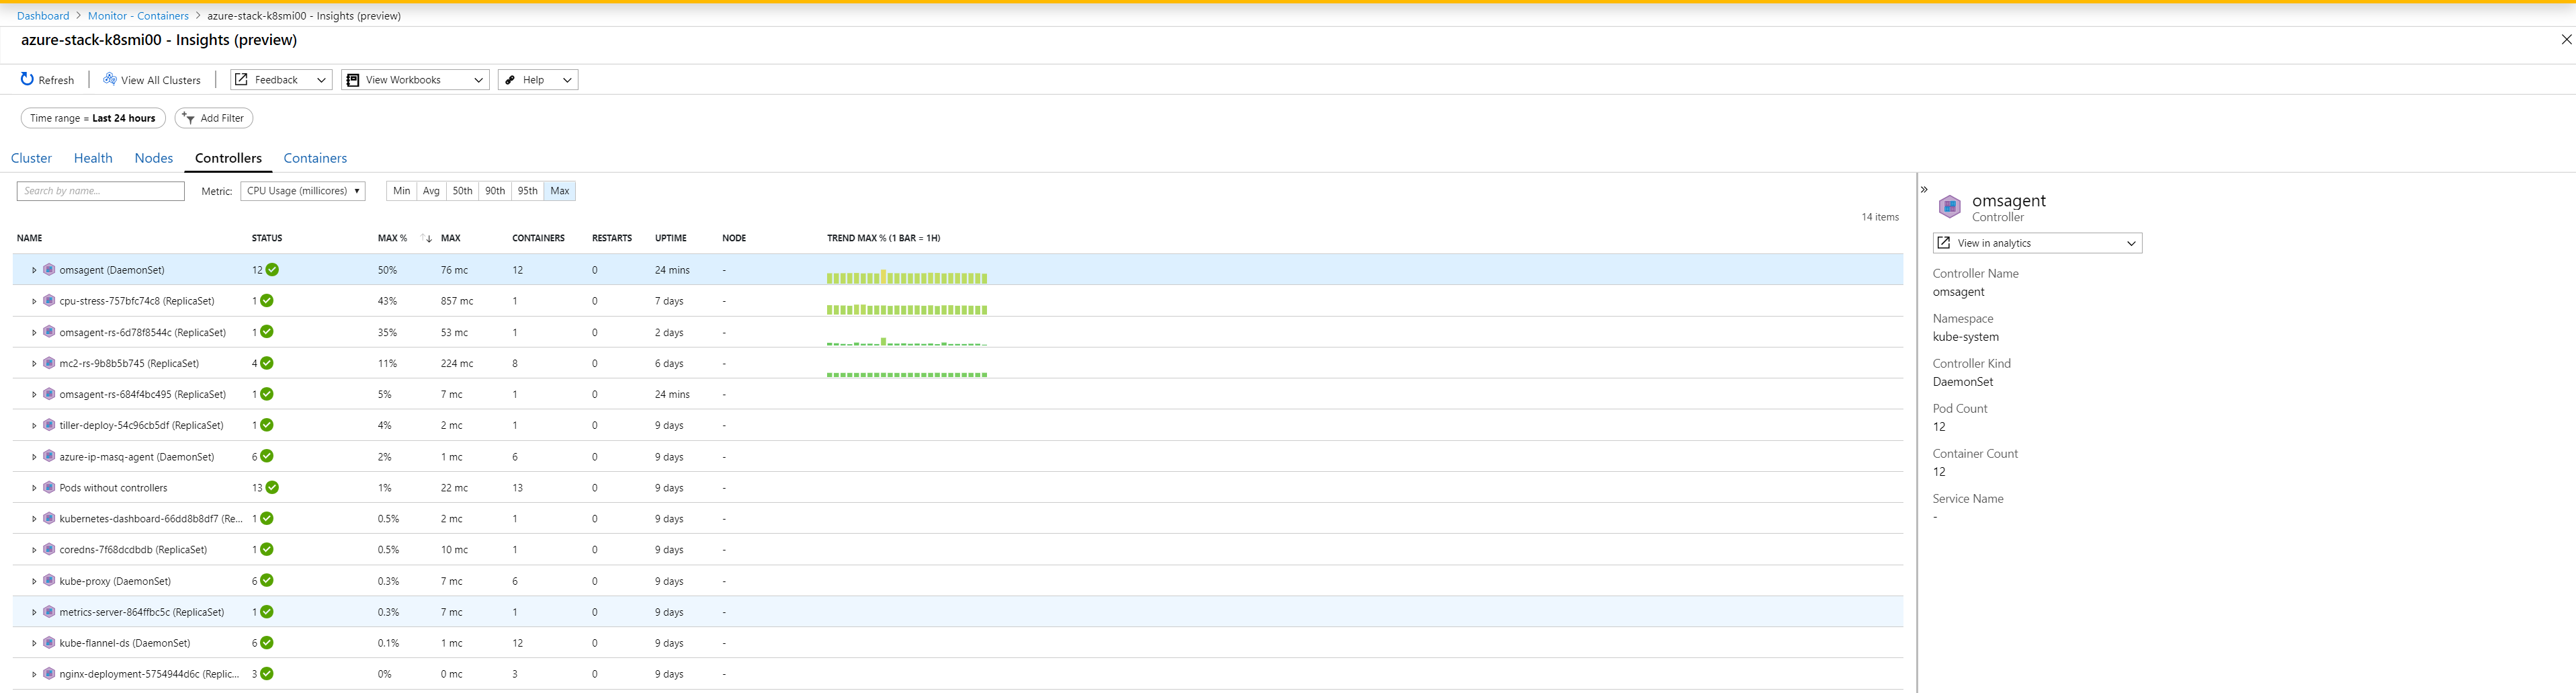 Dashboard > Monitor - Containers > azure-stack-k8smi00 - Insights (preview)
azure-stack-k8smi00 - Insights (preview)
Refresh View All Clusters Feedback View Workbooks Help
Time range = Last 24 hours Add Filter
Cluster Health Nodes Controllers Containers
Search by name... Metric: CPU Usage (millicores) Min Avg 50th 90th 95th Max
14 items
NAME STATUS MAX % MAX CONTAINERS RESTARTS UPTIME NODE TREND MAX % (1 BAR = 1H)
omsagent (DaemonSet) 12 50% 76 mc 12 0 24 mins -
cpu-stress-757bfc74c8 (ReplicaSet) 1 43% 857 mc 1 0 7 days -
omsagent-rs-6d78f8544c (ReplicaSet) 1 35% 53 mc 1 0 2 days -
mc2-rs-9b8b5b745 (ReplicaSet) 4 11% 224 mc 8 0 6 days -
omsagent-rs-684f4bc495 (ReplicaSet) 1 5% 7 mc 1 0 24 mins -
tiller-deploy-54c96cb5df (ReplicaSet) 1 4% 2 mc 1 0 9 days -
azure-ip-masq-agent (DaemonSet) 6 2% 1 mc 6 0 9 days -
Pods without controllers 13 1% 22 mc 13 0 9 days -
kubernetes-dashboard-66dd8b8df7 (Re... 1 0.5% 2 mc 1 0 9 days -
coredns-7f68dcdbdb (ReplicaSet) 1 0.5% 10 mc 1 0 9 days -
kube-proxy (DaemonSet) 6 0.3% 7 mc 6 0 9 days -
metrics-server-864ffbc5c (ReplicaSet) 1 0.3% 7 mc 1 0 9 days -
kube-flannel-ds (DaemonSet) 6 0.1% 1 mc 12 0 9 days -
nginx-deployment-5754944d6c (Replic... 3 0% 0 mc 3 0 9 days -
omsagent
Controller
View in analytics
Controller Name
omsagent
Namespace
kube-system
Controller Kind
DaemonSet
Pod Count
12
Container Count
12
Service Name
-